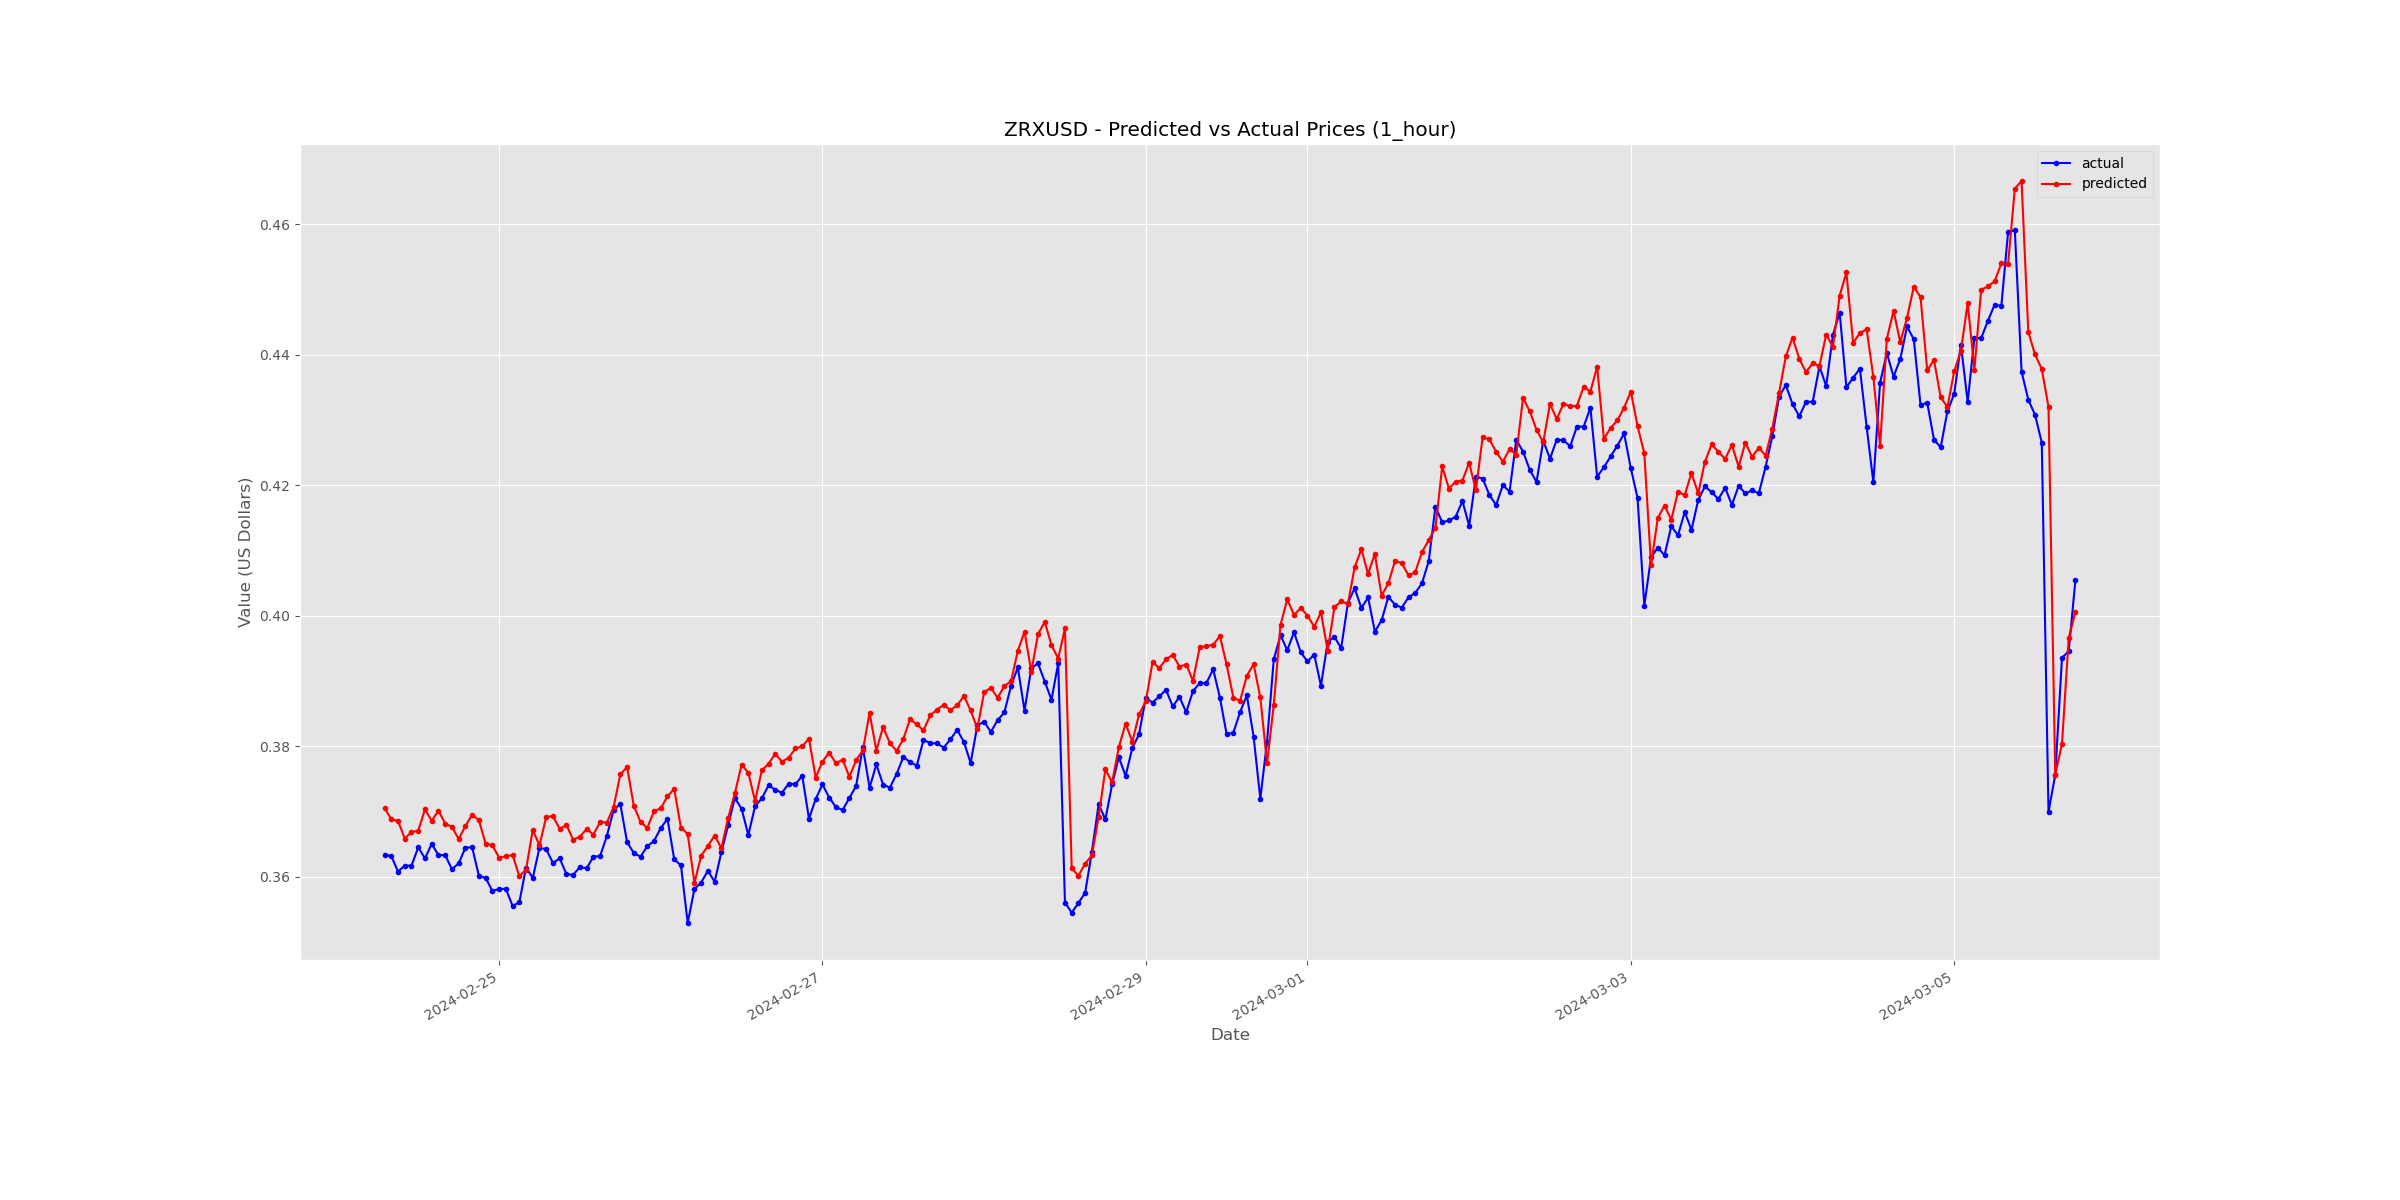 ZRXUSD - Predicted vs Actual Prices (1_hour)
actual
predicted
0.46
0.44
0.42
0.40
0.38
0.36
Value (US Dollars)
2024-02-25
2024-02-27
2024-02-29
2024-03-01
2024-03-03
2024-03-05
Date